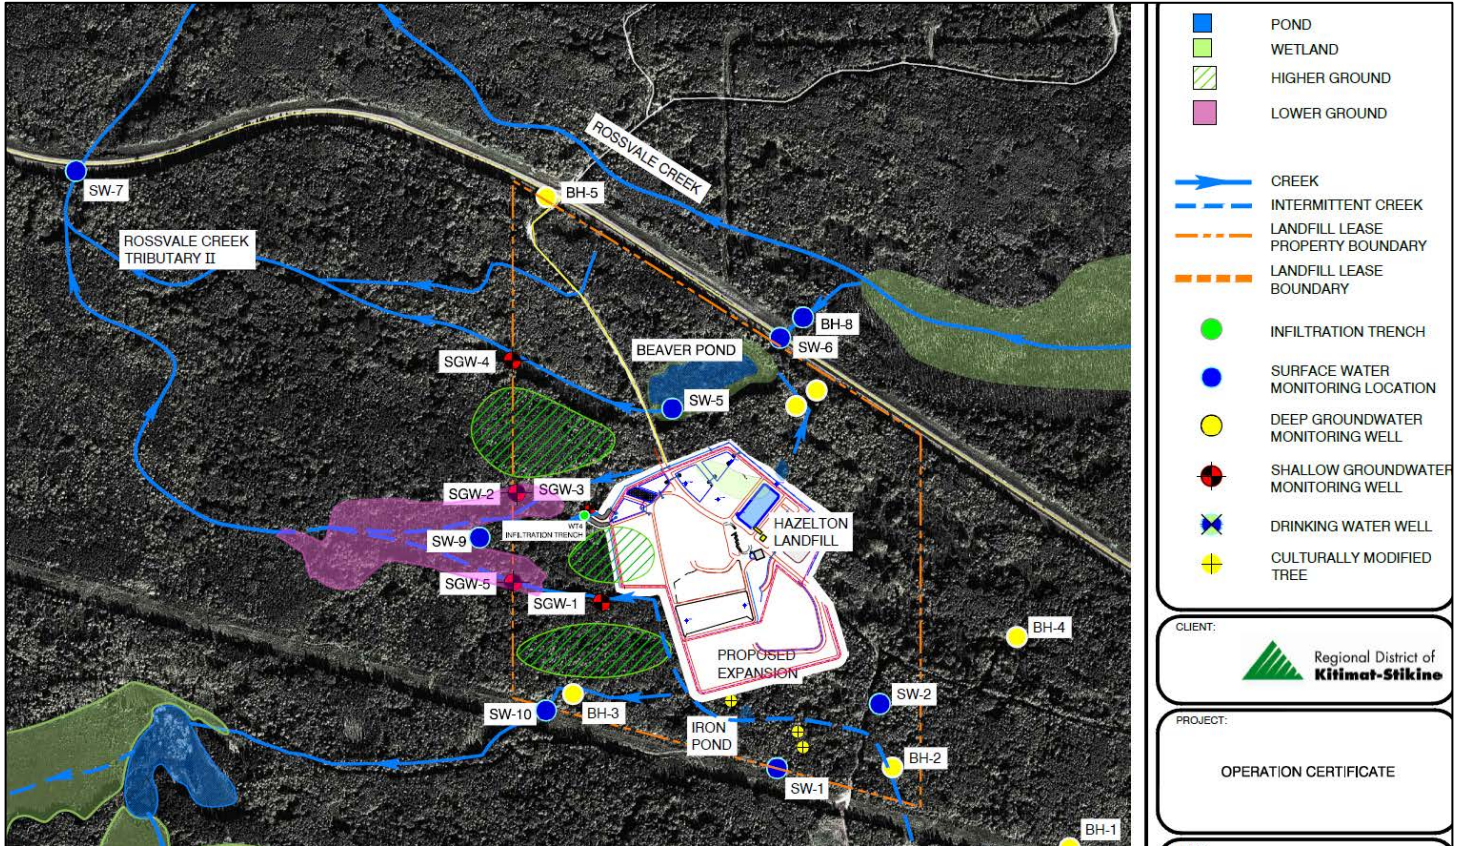 POND
WETLAND
HIGHER GROUND
LOWER GROUND
CREEK
INTERMITTENT CREEK
LANDFILL LEASE
PROPERTY BOUNDARY
LANDFILL LEASE
BOUNDARY
INFILTRATION TRENCH
SURFACE WATER
MONITORING LOCATION
DEEP GROUNDWATER
MONITORING WELL
SHALLOW GROUNDWATER
MONITORING WELL
DRINKING WATER WELL
CULTURALLY MODIFIED
TREE
CLIENT:
Regional District of
Kitimat-Stikine
PROJECT:
OPERATION CERTIFICATE
ROSSVALE CREEK
SW-7
BH-5
ROSSVALE CREEK
TRIBUTARY II
BH-8
SW-6
BEAVER POND
SGW-4
SW-5
SGW-2
SGW-3
WT4
INFILTRATION TRENCH
HAZELTON
LANDFILL
SW-9
SGW-5
SGW-1
BH-4
PROPOSED
EXPANSION
SW-2
SW-10
BH-3
IRON
POND
BH-2
SW-1
BH-1